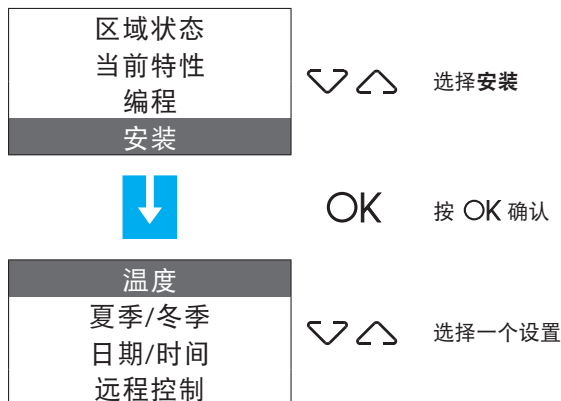 区域状态
当前特性
编程
安装
选择安装
OK
按 OK 确认
温度
夏季/冬季
日期/时间
远程控制
选择一个设置